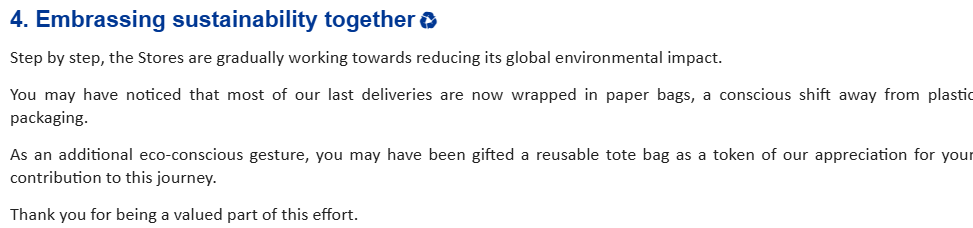 4. Embrassing sustainability together ♻
Step by step, the Stores are gradually working towards reducing its global environmental impact.
You may have noticed that most of our last deliveries are now wrapped in paper bags, a conscious shift away from plastic
packaging.
As an additional eco-conscious gesture, you may have been gifted a reusable tote bag as a token of our appreciation for your
contribution to this journey.
Thank you for being a valued part of this effort.